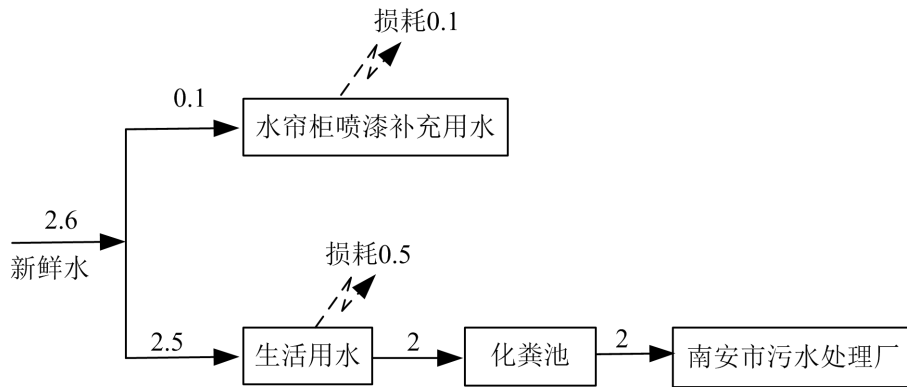 损耗0.1
0.1
水帘柜喷漆补充用水
2.6
新鲜水
损耗0.5
2.5
生活用水
2
化粪池
2
南安市污水处理厂